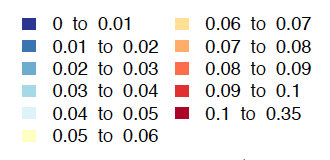 0 to 0.01
0.01 to 0.02
0.02 to 0.03
0.03 to 0.04
0.04 to 0.05
0.05 to 0.06
0.06 to 0.07
0.07 to 0.08
0.08 to 0.09
0.09 to 0.1
0.1 to 0.35